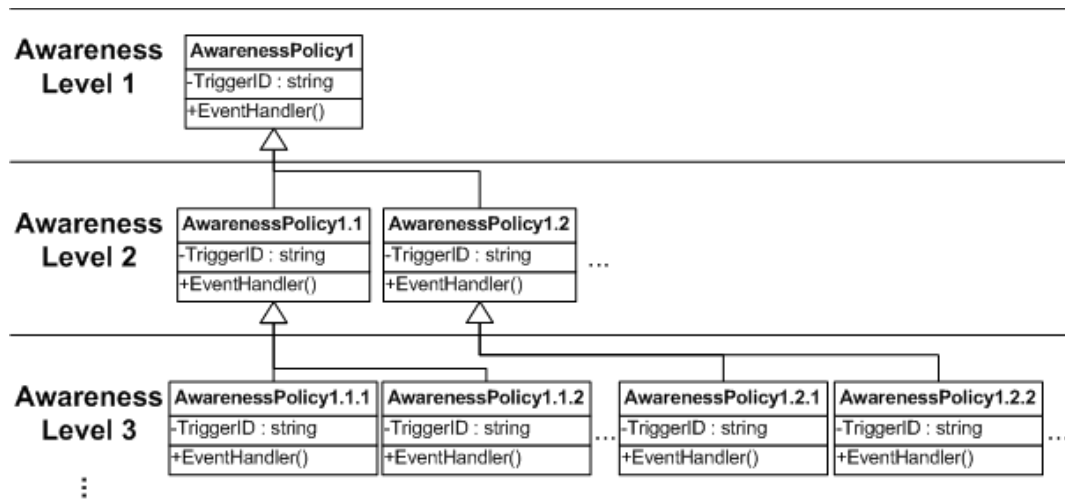 Awareness
Level 1
AwarenessPolicy1
-TriggerID : string
+EventHandler()
Awareness
Level 2
AwarenessPolicy1.1
-TriggerID : string
+EventHandler()
AwarenessPolicy1.2
-TriggerID : string
+EventHandler()
...
Awareness
Level 3
AwarenessPolicy1.1.1
-TriggerID : string
+EventHandler()
AwarenessPolicy1.1.2
-TriggerID : string
+EventHandler()
...
AwarenessPolicy1.2.1
-TriggerID : string
+EventHandler()
AwarenessPolicy1.2.2
-TriggerID : string
+EventHandler()
...
⋮